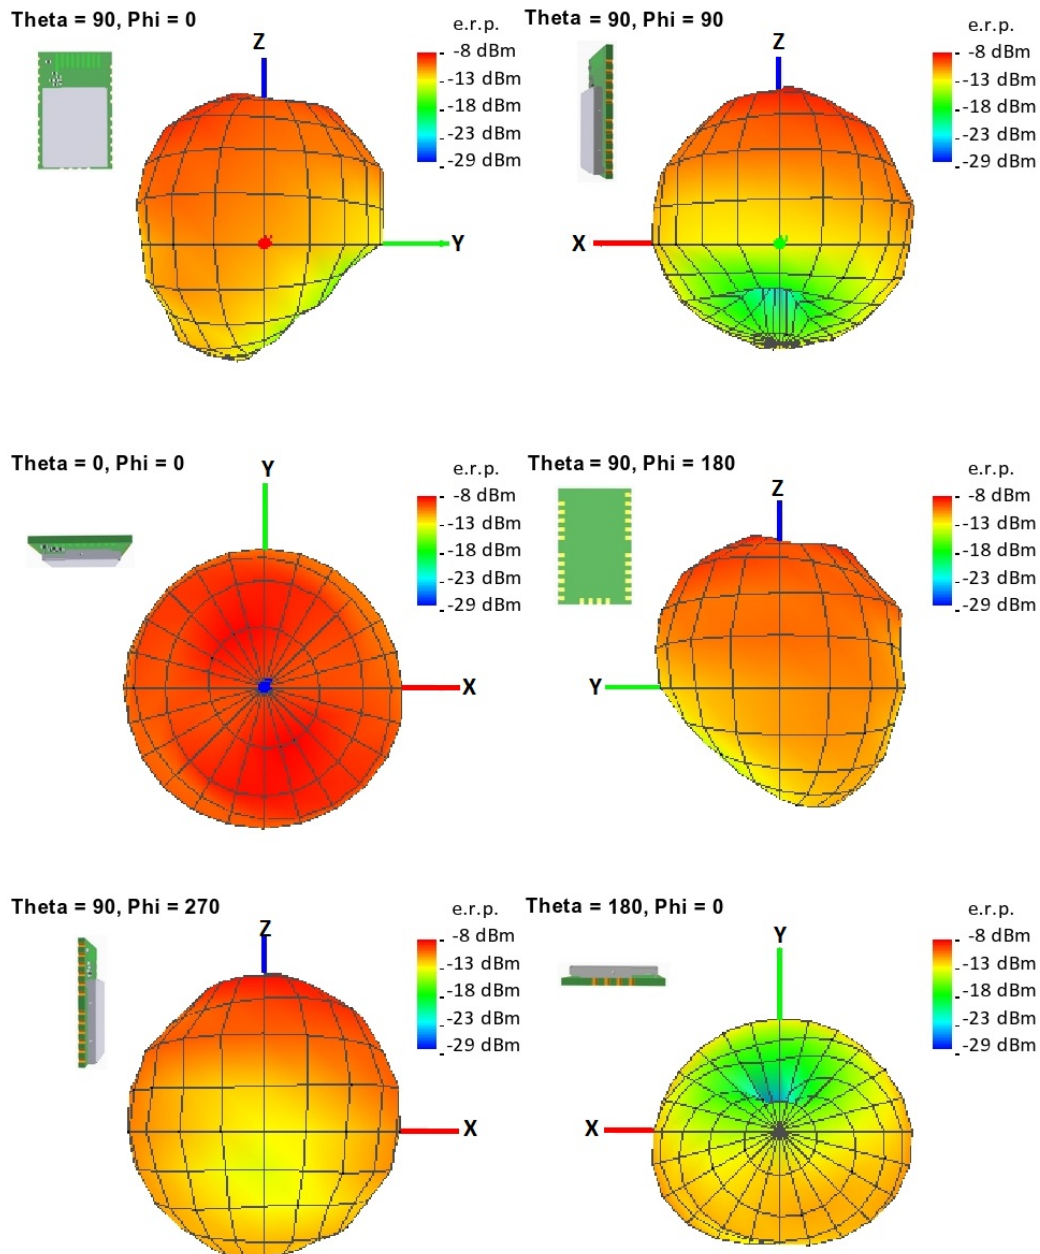 Theta = 90, Phi = 0
e.r.p.
-8 dBm
-13 dBm
-18 dBm
-23 dBm
-29 dBm
Z
Y
Theta = 90, Phi = 90
e.r.p.
-8 dBm
-13 dBm
-18 dBm
-23 dBm
-29 dBm
Z
X
Theta = 0, Phi = 0
e.r.p.
-8 dBm
-13 dBm
-18 dBm
-23 dBm
-29 dBm
Y
X
Theta = 90, Phi = 180
e.r.p.
-8 dBm
-13 dBm
-18 dBm
-23 dBm
-29 dBm
Z
Y
Theta = 90, Phi = 270
e.r.p.
-8 dBm
-13 dBm
-18 dBm
-23 dBm
-29 dBm
Z
X
Theta = 180, Phi = 0
e.r.p.
-8 dBm
-13 dBm
-18 dBm
-23 dBm
-29 dBm
Y
X